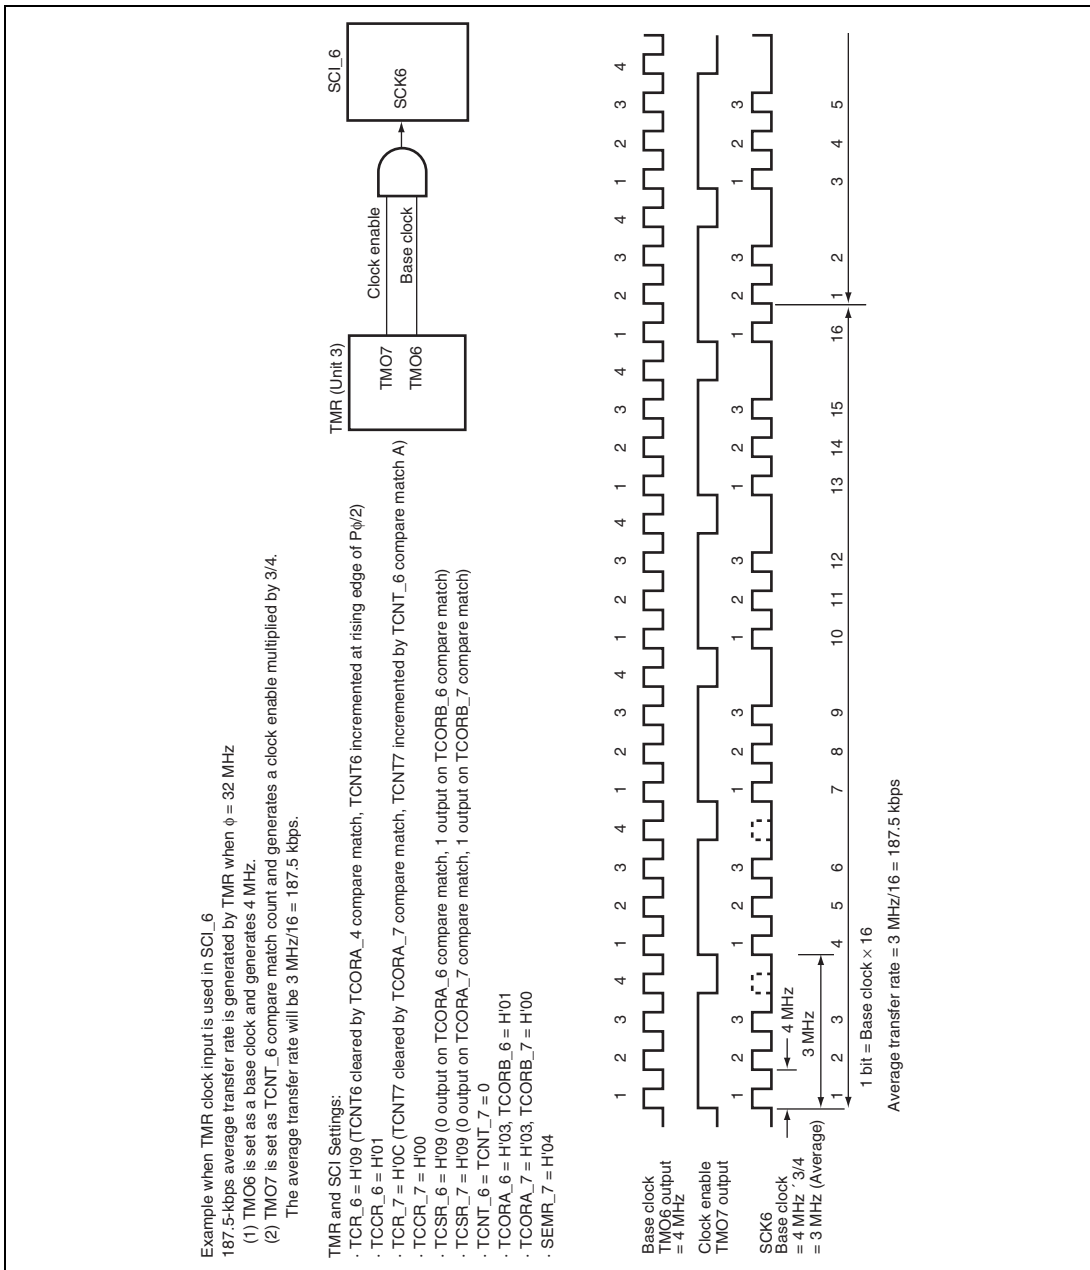 Example when TMR clock input is used in SCI_6
187.5-kbps average transfer rate is generated by TMR when ϕ = 32 MHz
(1) TMO6 is set as a base clock and generates 4 MHz.
(2) TMO7 is set as TCNT_6 compare match count and generates a clock enable multiplied by 3/4.
The average transfer rate will be 3 MHz/16 = 187.5 kbps.
TMR and SCI Settings:
· TCR_6 = H'09 (TCNT6 cleared by TCORA_4 compare match, TCNT6 incremented at rising edge of Pϕ/2)
· TCCR_6 = H'01
· TCR_7 = H'0C (TCNT7 cleared by TCORA_7 compare match, TCNT7 incremented by TCNT_6 compare match A)
· TCCR_7 = H'00
· TCSR_6 = H'09 (0 output on TCORA_6 compare match, 1 output on TCORB_6 compare match)
· TCSR_7 = H'09 (0 output on TCORA_7 compare match, 1 output on TCORB_7 compare match)
· TCNT_6 = TCNT_7 = 0
· TCORA_6 = H'03, TCORB_6 = H'01
· TCORA_7 = H'03, TCORB_7 = H'00
· SEMR_7 = H'04
TMR (Unit 3)
TMO7
TMO6
Clock enable
Base clock
SCI_6
SCK6
Base clock
TMO6 output
= 4 MHz
1 2 3 4 1 2 3 4 1 2 3 4 1 2 3 4 1 2 3 4 1 2 3 4 1 2 3 4
Clock enable
TMO7 output
SCK6
Base clock
= 4 MHz ´ 3/4
= 3 MHz (Average)
1 2 3 1 2 3 1 2 3 1 2 3 1 2 3 1 2 3 1 2 3
4 MHz
3 MHz
1 2 3 4 5 6 7 8 9 10 11 12 13 14 15 16 1 2 3 4 5
1 bit = Base clock × 16
Average transfer rate = 3 MHz/16 = 187.5 kbps